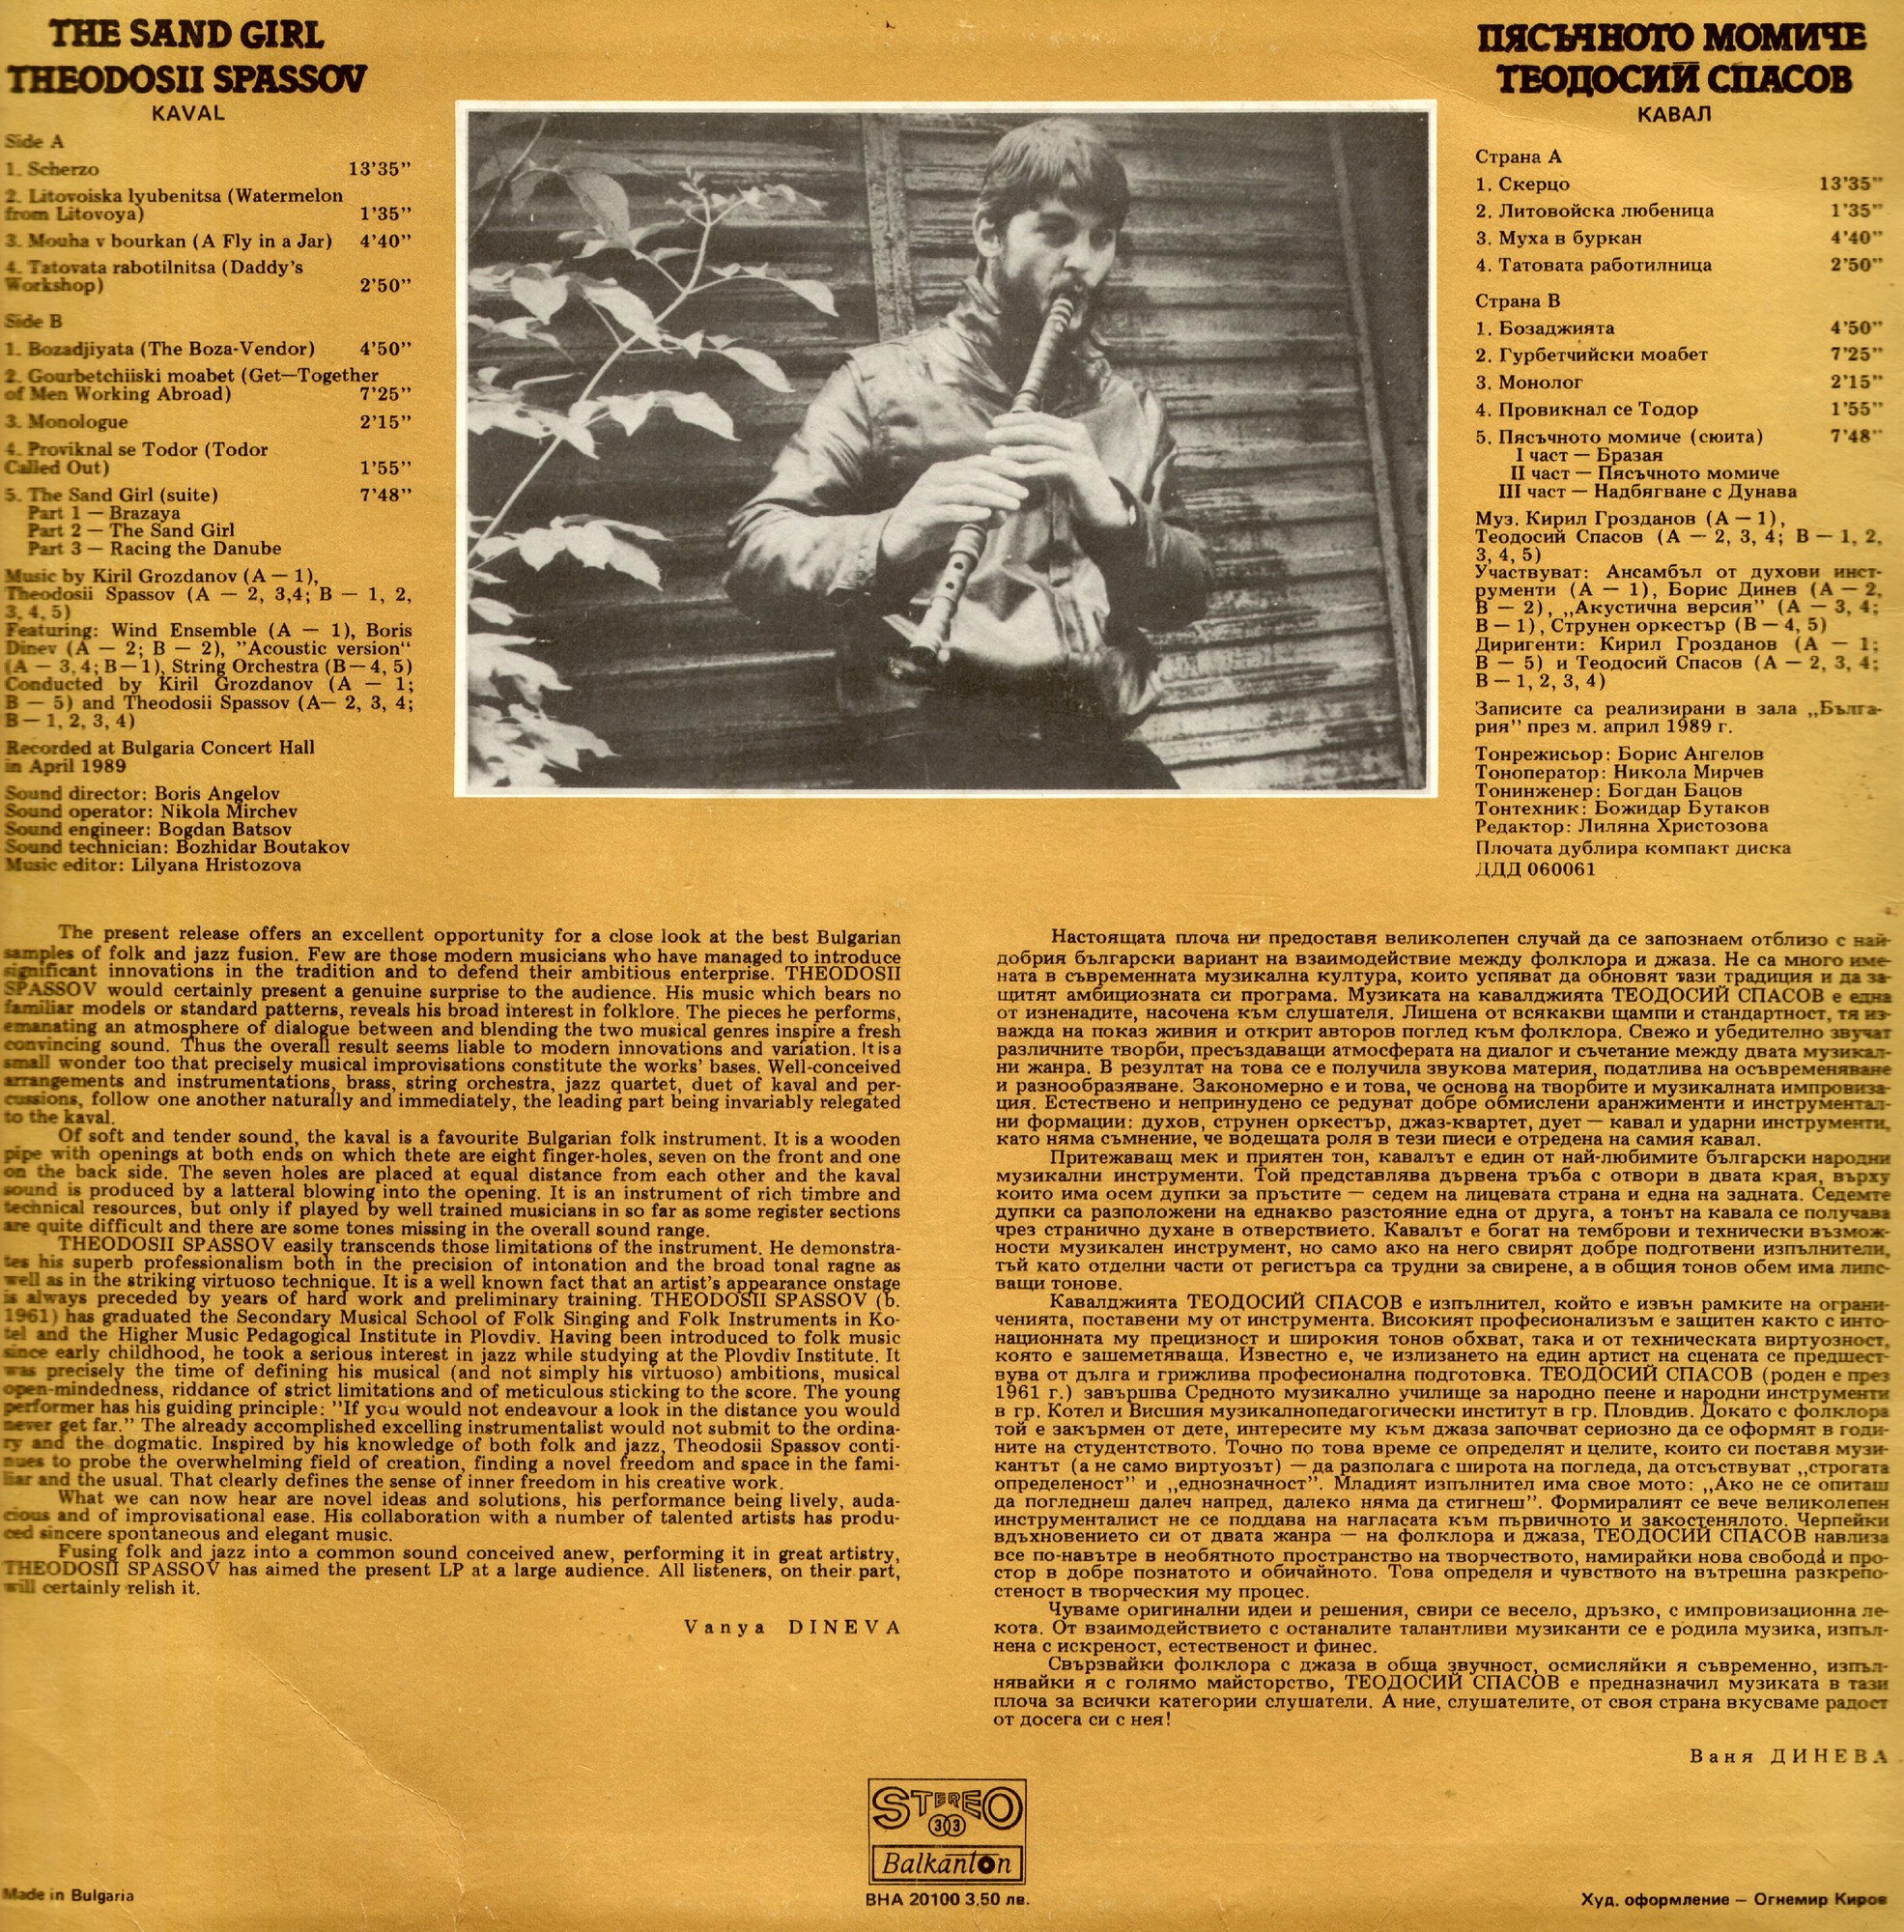 THE SAND GIRL
THEODOSII SPASSOV
KAVAL
Side A
1. Scherzo 13’35”
2. Litovoiska lyubenitsa (Watermelon
from Litovoya) 1’35”
3. Mouha v bourkan (A Fly in a Jar) 4’40”
4. Tatovata rabotilnitsa (Daddy’s
Workshop) 2’50”
Side B
1. Bozadjiyata (The Boza-Vendor) 4’50”
2. Gourbetchiiski moabet (Get—Together
of Men Working Abroad) 7’25”
3. Monologue 2’15”
4. Proviknal se Todor (Todor
Called Out) 1’55”
5. The Sand Girl (suite) 7’48”
Part 1 — Brazaya
Part 2 — The Sand Girl
Part 3 — Racing the Danube
Music by Kiril Grozdanov (A — 1),
Theodosii Spassov (A — 2, 3,4; B — 1, 2,
3, 4, 5)
Featuring: Wind Ensemble (A — 1), Boris
Dinev (A — 2; B — 2), ”Acoustic version“
(A — 3, 4; B — 1), String Orchestra (B — 4, 5)
Conducted by Kiril Grozdanov (A — 1;
B — 5) and Theodosii Spassov (A— 2, 3, 4;
B — 1, 2, 3, 4)
Recorded at Bulgaria Concert Hall
in April 1989
Sound director: Boris Angelov
Sound operator: Nikola Mirchev
Sound engineer: Bogdan Batsov
Sound technician: Bozhidar Boutakov
Music editor: Lilyana Hristozova
ПЯСЪЧНОТО МОМИЧЕ
ТЕОДОСИЙ СПАСОВ
КАВАЛ
Страна А
1. Скерцо 13’35”
2. Литовойска любеница 1’35”
3. Муха в буркан 4’40”
4. Татовата работилница 2’50”
Страна В
1. Бозаджията 4’50”
2. Гурбетчийски моабет 7’25”
3. Монолог 2’15”
4. Провикнал се Тодор 1’55”
5. Пясъчното момиче (сюита) 7’48”
I част — Бразая
II част — Пясъчното момиче
III част — Надбягване с Дунава
Муз. Кирил Грозданов (А — 1),
Теодосий Спасов (А — 2, 3, 4; В — 1, 2,
3, 4, 5)
Участвуват: Ансамбъл от духови инст-
рументи (А — 1), Борис Динев (А — 2,
В — 2), „Акустична версия” (А — 3, 4;
В — 1), Струнен оркестър (В — 4, 5)
Диригенти: Кирил Грозданов (А — 1;
В — 5) и Теодосий Спасов (А — 2, 3, 4;
В — 1, 2, 3, 4)
Записите са реализирани в зала „Бълга-
рия” през м. април 1989 г.
Тонрежисьор: Борис Ангелов
Тоноператор: Никола Мирчев
Тонинженер: Богдан Бацов
Тонтехник: Божидар Бутаков
Редактор: Лиляна Христозова
Плочата дублира компакт диска
ДДД 060061
The present release offers an excellent opportunity for a close look at the best Bulgarian
samples of folk and jazz fusion. Few are those modern musicians who have managed to introduce
significant innovations in the tradition and to defend their ambitious enterprise. THEODOSII
SPASSOV would certainly present a genuine surprise to the audience. His music which bears no
familiar models or standard patterns, reveals his broad interest in folklore. The pieces he performs,
emanating an atmosphere of dialogue between and blending the two musical genres inspire a fresh
convincing sound. Thus the overall result seems liable to modern innovations and variation. It is a
small wonder too that precisely musical improvisations constitute the works’ bases. Well-conceived
arrangements and instrumentations, brass, string orchestra, jazz quartet, duet of kaval and per-
cussions, follow one another naturally and immediately, the leading part being invariably relegated
to the kaval.
Of soft and tender sound, the kaval is a favourite Bulgarian folk instrument. It is a wooden
pipe with openings at both ends on which thete are eight finger-holes, seven on the front and one
on the back side. The seven holes are placed at equal distance from each other and the kaval
sound is produced by a latteral blowing into the opening. It is an instrument of rich timbre and
technical resources, but only if played by well trained musicians in so far as some register sections
are quite difficult and there are some tones missing in the overall sound range.
THEODOSII SPASSOV easily transcends those limitations of the instrument. He demonstra-
tes his superb professionalism both in the precision of intonation and the broad tonal ragne as
well as in the striking virtuoso technique. It is a well known fact that an artist’s appearance onstage
is always preceded by years of hard work and preliminary training. THEODOSII SPASSOV (b.
1961) has graduated the Secondary Musical School of Folk Singing and Folk Instruments in Ko-
tel and the Higher Music Pedagogical Institute in Plovdiv. Having been introduced to folk music
since early childhood, he took a serious interest in jazz while studying at the Plovdiv Institute. It
was precisely the time of defining his musical (and not simply his virtuoso) ambitions, musical
open-mindedness, riddance of strict limitations and of meticulous sticking to the score. The young
performer has his guiding principle: ”If you would not endeavour a look in the distance you would
never get far.” The already accomplished excelling instrumentalist would not submit to the ordina-
ry and the dogmatic. Inspired by his knowledge of both folk and jazz, Theodosii Spassov conti-
nues to probe the overwhelming field of creation, finding a novel freedom and space in the fami-
liar and the usual. That clearly defines the sense of inner freedom in his creative work.
What we can now hear are novel ideas and solutions, his performance being lively, auda-
cious and of improvisational ease. His collaboration with a number of talented artists has produ-
ced sincere spontaneous and elegant music.
Fusing folk and jazz into a common sound conceived anew, performing it in great artistry,
THEODOSII SPASSOV has aimed the present LP at a large audience. All listeners, on their part,
will certainly relish it.
Vanya DINEVA
Настоящата плоча ни предоставя великолепен случай да се запознаем отблизо с най-
добрия български вариант на взаимодействие между фолклора и джаза. Не са много име-
ната в съвременната музикална култура, които успяват да обновят тази традиция и да за-
щитят амбициозната си програма. Музиката на кавалджията ТЕОДОСИЙ СПАСОВ е една
от изненадите, насочена към слушателя. Лишена от всякакви щампи и стандартност, тя из-
важда на показ живия и открит авторов поглед към фолклора. Свежо и убедително звучат
различните творби, пресъздаващи атмосферата на диалог и съчетание между двата музикал-
ни жанра. В резултат на това се е получила звукова материя, податлива на осъвременяване
и разнообразяване. Закономерно е и това, че основа на творбите и музикалната импровиза-
ция. Естествено и непринудено се редуват добре обмислени аранжименти и инструментал-
ни формации: духов, струнен оркестър, джаз-квартет, дует — кавал и ударни инструменти,
като няма съмнение, че водещата роля в тези пиеси е отредена на самия кавал.
Притежаващ мек и приятен тон, кавалът е един от най-любимите български народни
музикални инструменти. Той представлява дървена тръба с отвори в двата края, върху
които има осем дупки за пръстите — седем на лицевата страна и една на задната. Седемте
дупки са разположени на еднакво разстояние една от друга, а тонът на кавала се получава
чрез странично духане в отверствието. Кавалът е богат на темброви и технически възмож-
ности музикален инструмент, но само ако на него свирят добре подготвени изпълнители,
тъй като отделни части от регистъра са трудни за свирене, а в общия тонов обем има липс-
ващи тонове.
Кавалджията ТЕОДОСИЙ СПАСОВ е изпълнител, който е извън рамките на ограни-
ченията, поставени му от инструмента. Високият професионализъм е защитен както с инто-
национната му прецизност и широкия тонов обхват, така и от техническата виртуозност,
която е зашеметяваща. Известно е, че излизането на един артист на сцената се предшест-
вува от дълга и грижлива професионална подготовка. ТЕОДОСИЙ СПАСОВ (роден е през
1961 г.) завършва Средното музикално училище за народно пеене и народни инструменти
в гр. Котел и Висшия музикалнопедагогически институт в гр. Пловдив. Докато с фолклора
той е закърмен от дете, интересите му към джаза започват сериозно да се оформят в годи-
ните на студентството. Точно по това време се определят и целите, които си поставя музи-
кантът (а не само виртуозът) — да разполага с широта на погледа, да отсъствуват „строгата
определеност” и „еднозначност”. Младият изпълнител има свое мото: „Ако не се опиташ
да погледнеш далеч напред, далеко няма да стигнеш”. Формиралият се вече великолепен
инструменталист не се поддава на нагласата към първичното и закостенялото. Черпейки
вдъхновението си от двата жанра — на фолклора и джаза, ТЕОДОСИЙ СПАСОВ навлиза
все по-навътре в необятното пространство на творчеството, намирайки нова свобода и про-
стор в добре познатото и обичайното. Това определя и чувството на вътрешна разкрепо-
стеност в творческия му процес.
Чуваме оригинални идеи и решения, свири се весело, дръзко, с импровизационна ле-
кота. От взаимодействието с останалите талантливи музиканти се е родила музика, изпъл-
нена с искреност, естественост и финес.
Свързвайки фолклора с джаза в обща звучност, осмисляйки я съвременно, изпъл-
нявайки я с голямо майсторство, ТЕОДОСИЙ СПАСОВ е предназначил музиката в тази
плоча за всички категории слушатели. А ние, слушателите, от своя страна вкусваме радост
от досега си с нея!
Ваня ДИНЕВА
STEREO
33
Balkanton
Made in Bulgaria
ВНА 20100 3.50 лв.
Худ. оформление — Огнемир Киров